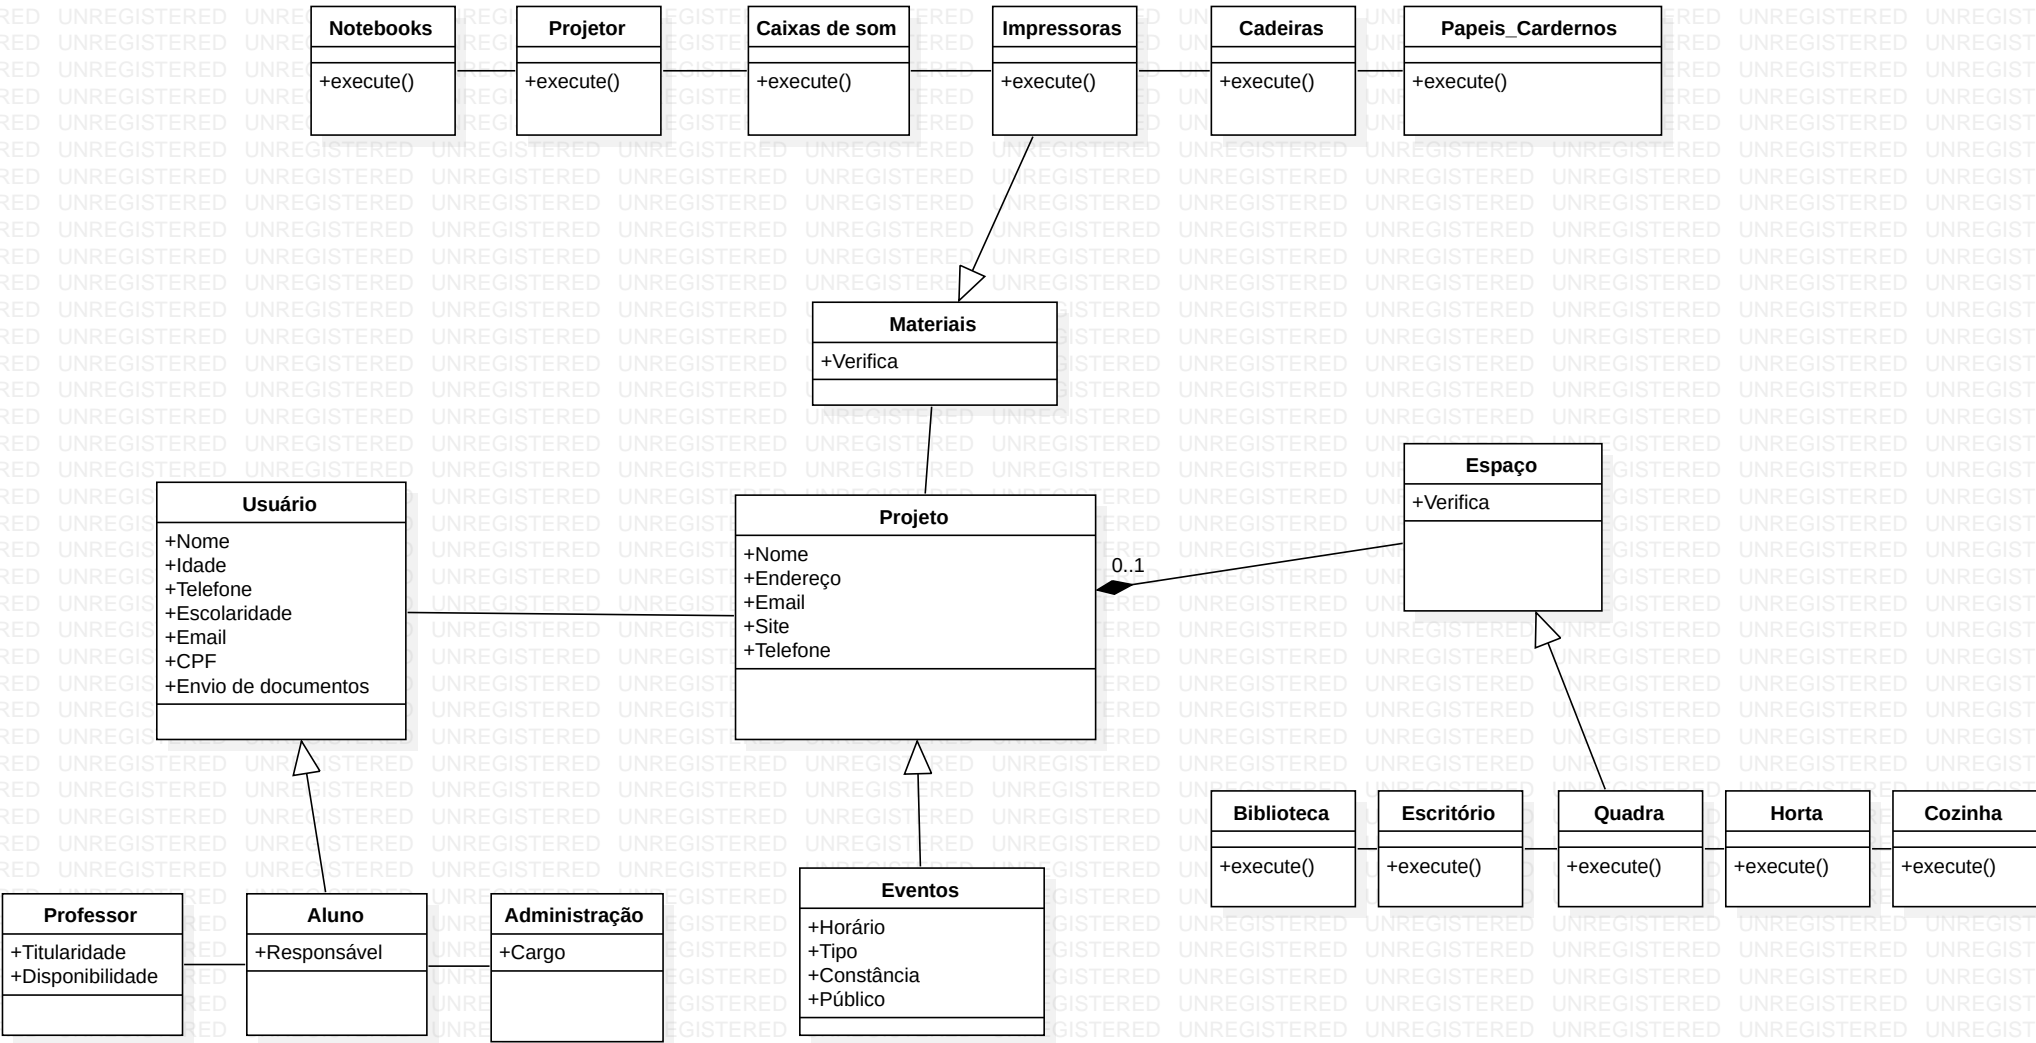 Notebooks
+execute()
Projetor
+execute()
Caixas de som
+execute()
Impressoras
+execute()
Cadeiras
+execute()
Papeis_Cardernos
+execute()
Materiais
+Verifica
Espaço
+Verifica
Usuário
+Nome
+Idade
+Telefone
+Escolaridade
+Email
+CPF
+Envio de documentos
Projeto
+Nome
+Endereço
+Email
+Site
+Telefone
0..1
Biblioteca
+execute()
Escritório
+execute()
Quadra
+execute()
Horta
+execute()
Cozinha
+execute()
Professor
+Titularidade
+Disponibilidade
Aluno
+Responsável
Administração
+Cargo
Eventos
+Horário
+Tipo
+Constância
+Público
UNREGISTERED